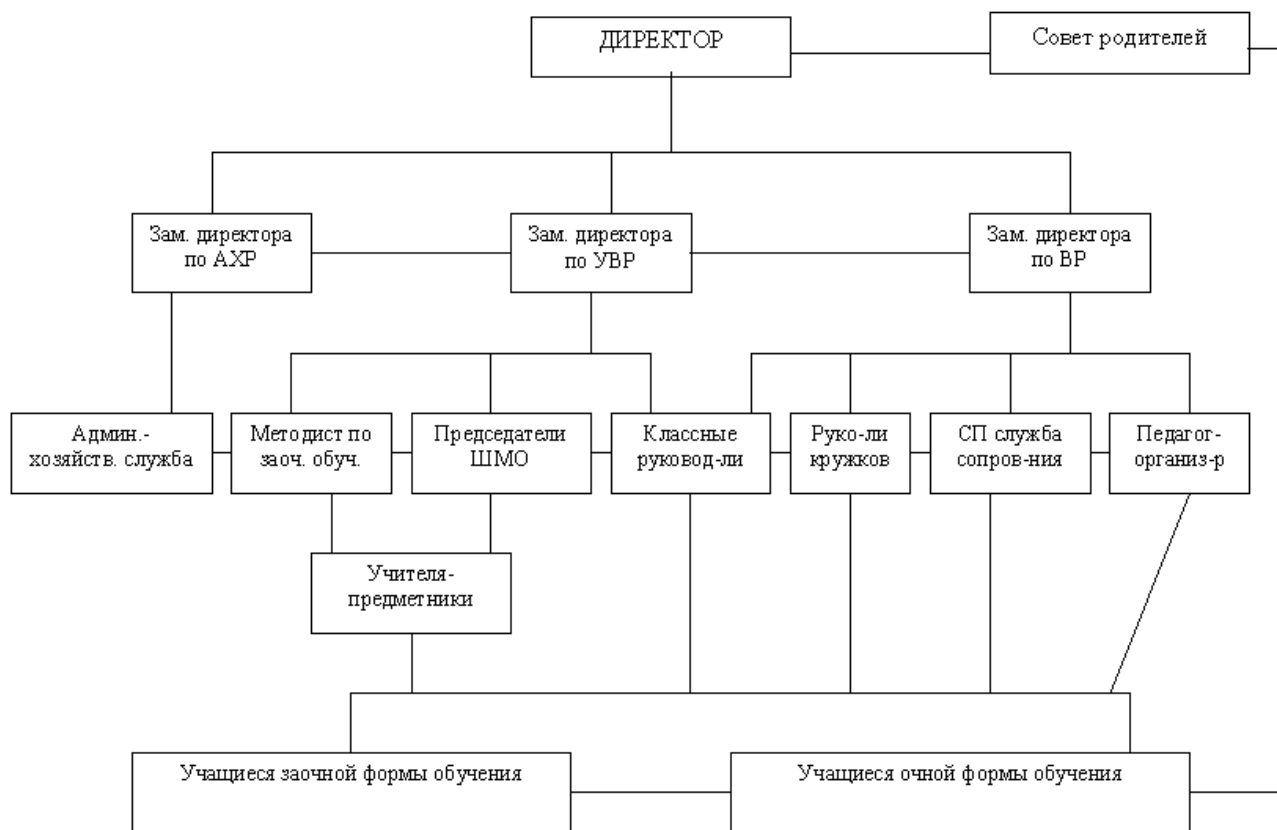 ДИРЕКТОР
Совет родителей
Зам. директора
по АХР
Зам. директора
по УВР
Зам. директора
по ВР
Админ.-
хозяйств. служба
Методист по
заоч. обуч.
Председатели
ШМО
Классные
руковод-ли
Руко-ли
кружков
СП служба
сопров-ния
Педагог-
организ-р
Учителя-
предметники
Учащиеся заочной формы обучения
Учащиеся очной формы обучения